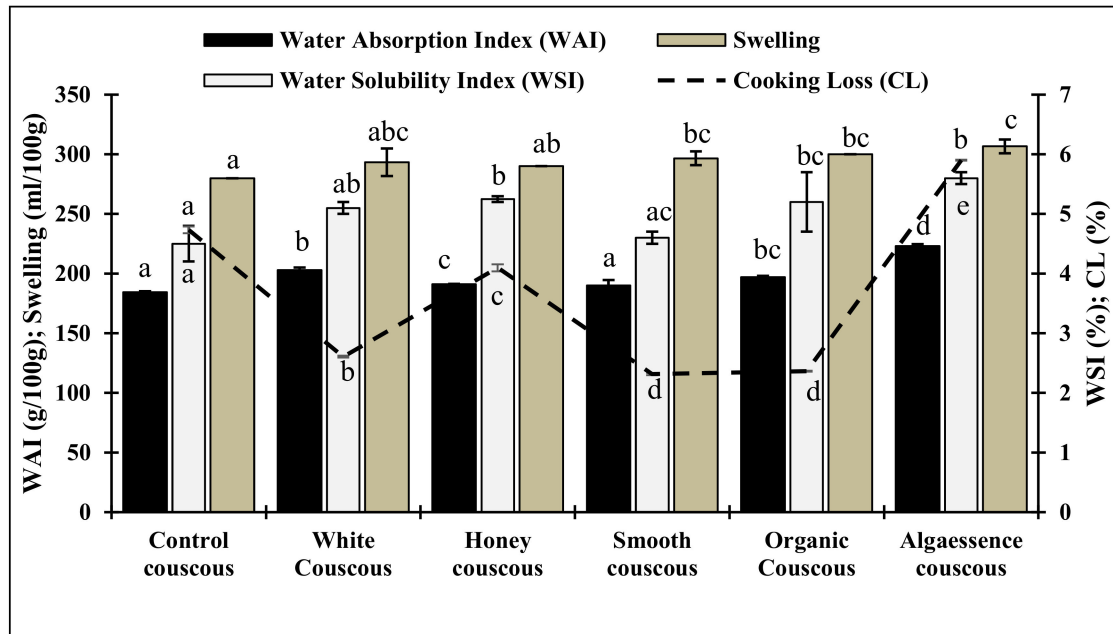 Water Absorption Index (WAI)
Swelling
Water Solubility Index (WSI)
Cooking Loss (CL)
WAI (g/100g); Swelling (ml/100g)
350
300
250
200
150
100
50
0
a
a
a
a
b
ab
abc
b
c
b
ab
c
a
ac
bc
d
bc
bc
bc
d
d
b
c
e
7
6
5
4
3
2
1
0
WSI (%); CL (%)
Control
couscous
White
Couscous
Honey
couscous
Smooth
couscous
Organic
Couscous
Algaessence
couscous